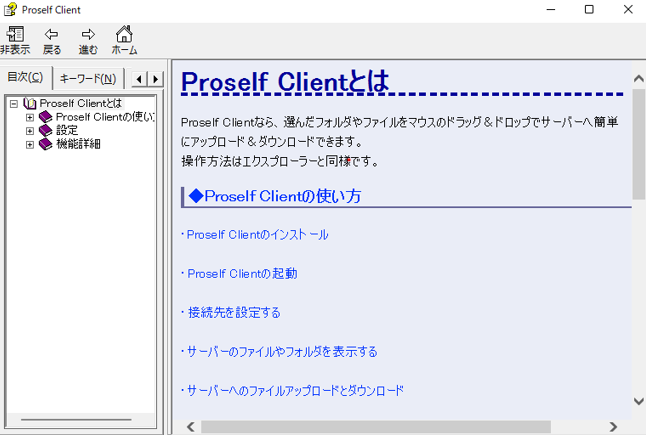 Proself Client
非表示 戻る 進む ホーム
目次(C) キーワード(N)
Proself Clientとは
Proself Clientの使い
設定
機能詳細
Proself Clientとは
Proself Clientなら、選んだフォルダやファイルをマウスのドラッグ＆ドロップでサーバーへ簡単
にアップロード＆ダウンロードできます。
操作方法はエクスプローラーと同様です。
◆Proself Clientの使い方
・Proself Clientのインストール
・Proself Clientの起動
・接続先を設定する
・サーバーのファイルやフォルダを表示する
・サーバーへのファイルアップロードとダウンロード